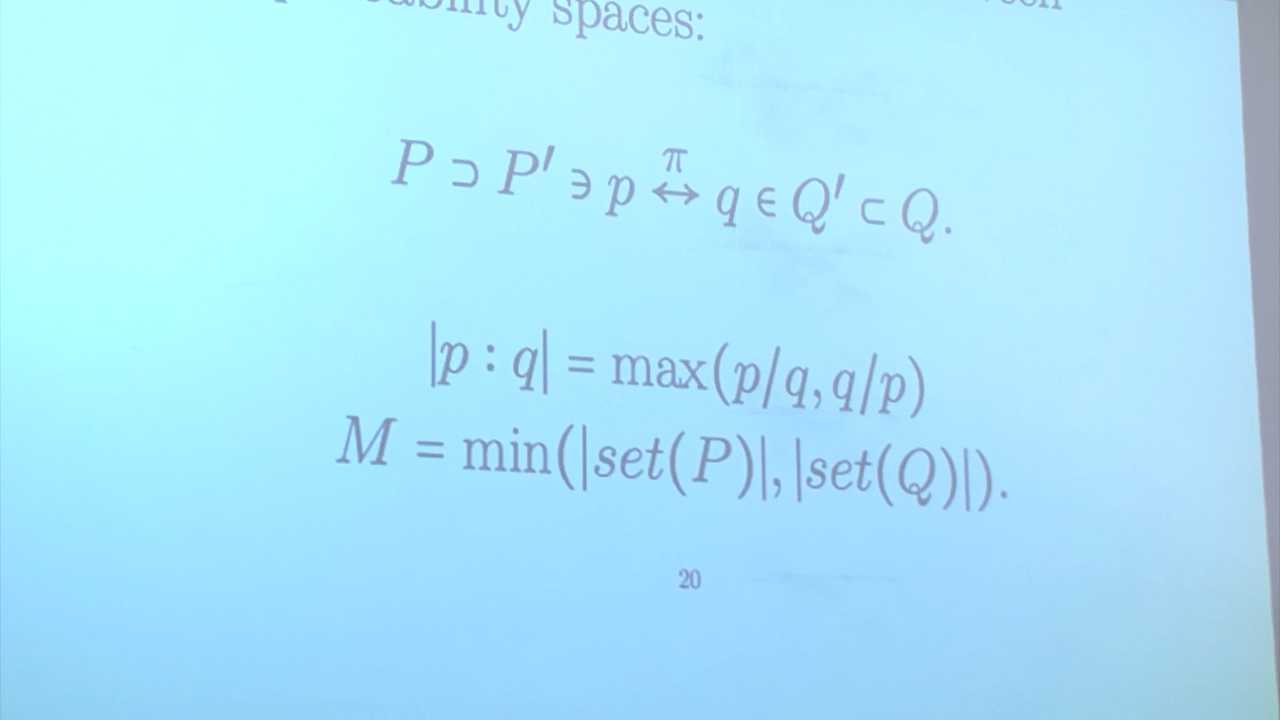 spaces:
P ⊃ P′ ∋ p ↔^π q ∈ Q′ ⊂ Q.
|p : q| = max(p/q, q/p)
M = min(|set(P)|, |set(Q)|).
20